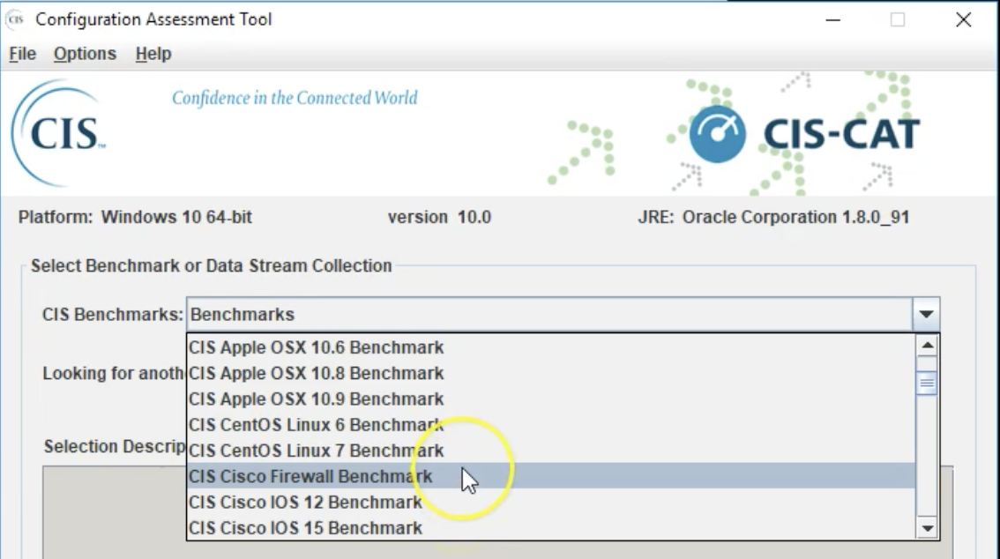 CIS Configuration Assessment Tool
File Options Help
CIS™ Confidence in the Connected World CIS-CAT
Platform: Windows 10 64-bit version 10.0 JRE: Oracle Corporation 1.8.0_91
Select Benchmark or Data Stream Collection
CIS Benchmarks: Benchmarks
CIS Apple OSX 10.6 Benchmark
Looking for anoth CIS Apple OSX 10.8 Benchmark
CIS Apple OSX 10.9 Benchmark
CIS CentOS Linux 6 Benchmark
Selection Descrip CIS CentOS Linux 7 Benchmark
CIS Cisco Firewall Benchmark
CIS Cisco IOS 12 Benchmark
CIS Cisco IOS 15 Benchmark